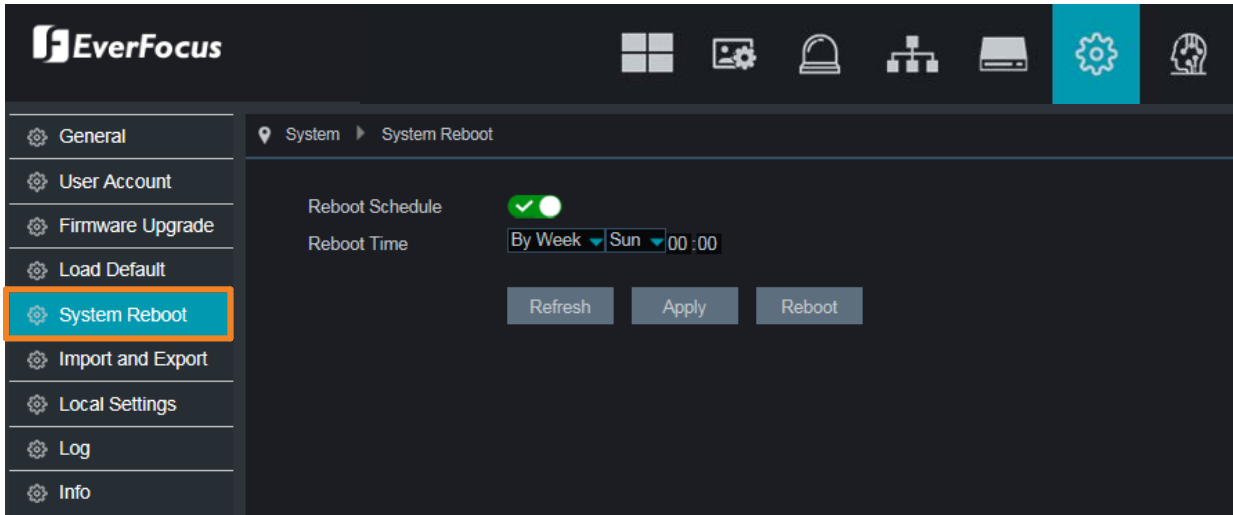 EverFocus
General
User Account
Firmware Upgrade
Load Default
System Reboot
Import and Export
Local Settings
Log
Info
System System Reboot
Reboot Schedule
Reboot Time By Week Sun 00 :00
Refresh Apply Reboot